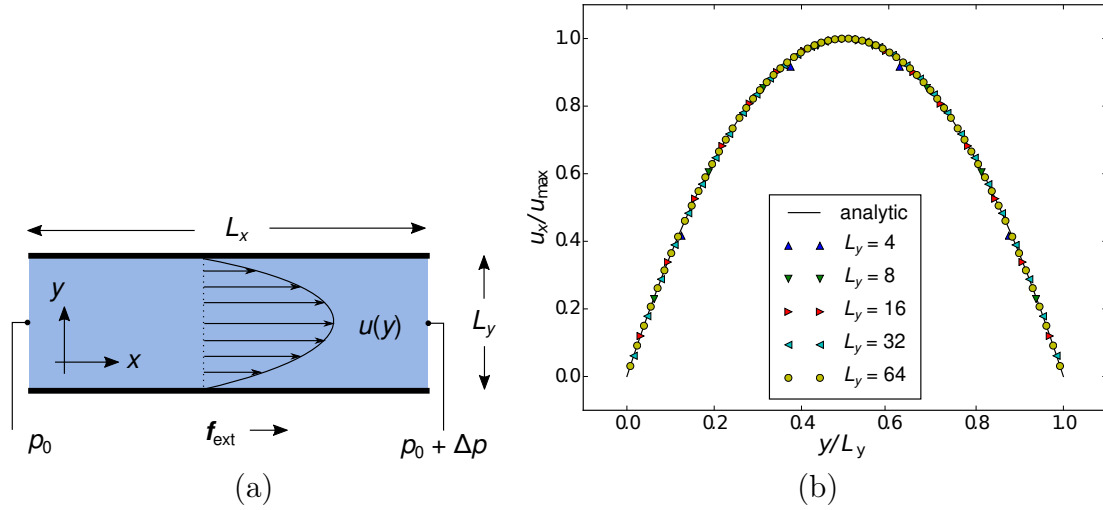 L_x
y
x
u(y)
L_y
p_0
f_ext
p_0 + Δp
(a)
u_x/u_max
1.0
0.8
0.6
0.4
0.2
0.0
analytic
L_y = 4
L_y = 8
L_y = 16
L_y = 32
L_y = 64
0.0 0.2 0.4 0.6 0.8 1.0
y/L_y
(b)